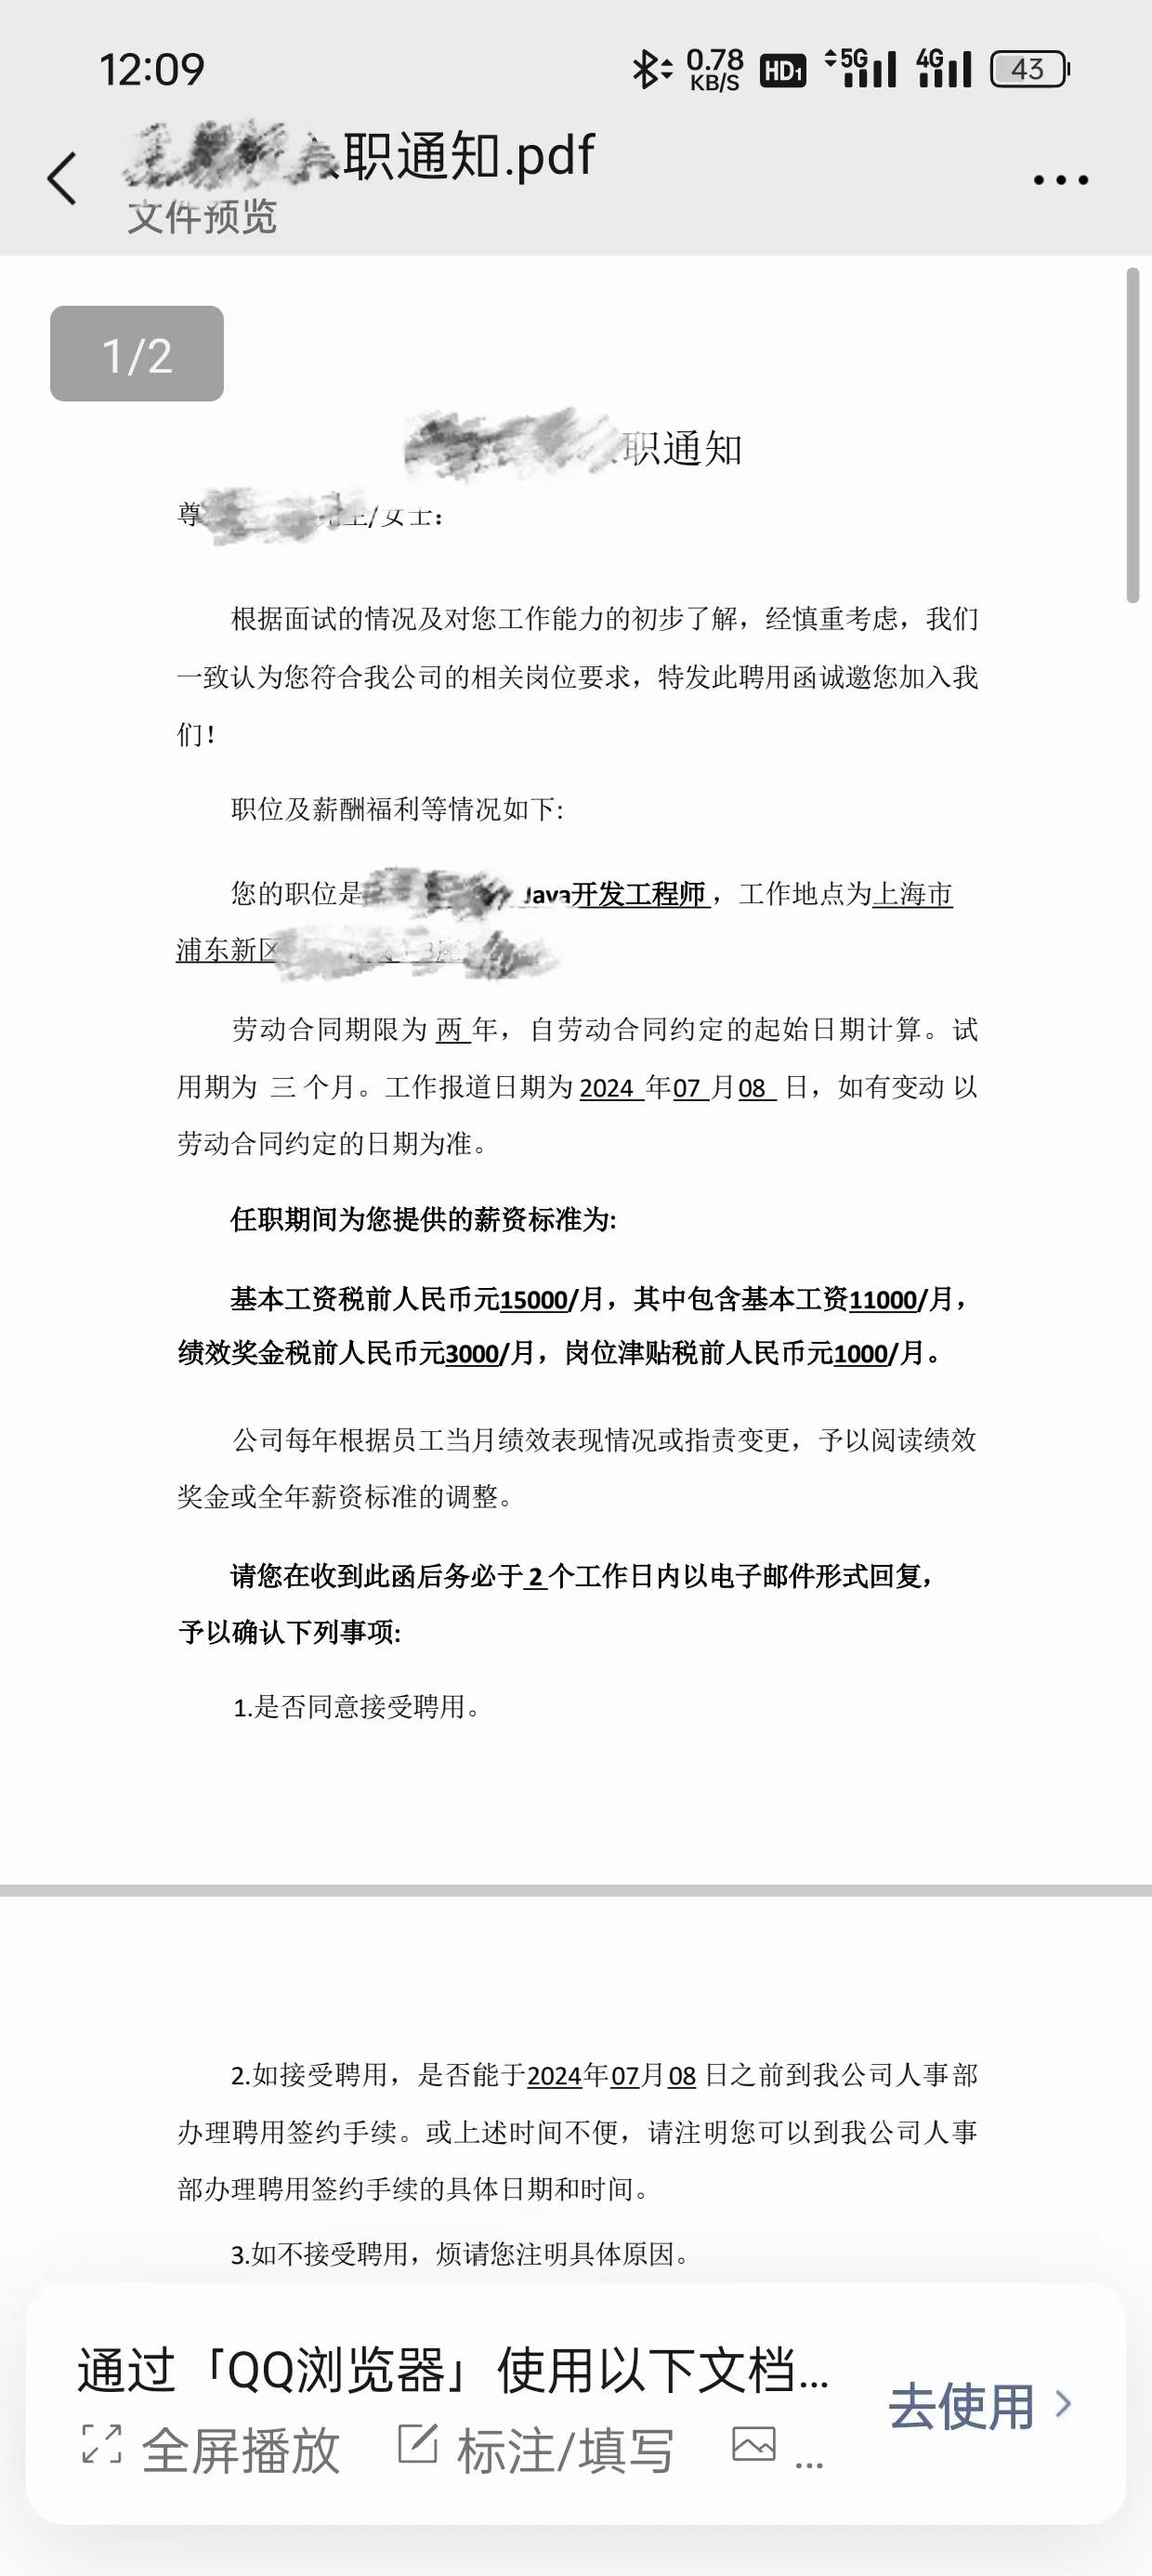 12:09
0.78
KB/S
HD1
5G
4G
43
职通知.pdf
文件预览
1/2
职通知
尊 /女士：
根据面试的情况及对您工作能力的初步了解，经慎重考虑，我们
一致认为您符合我公司的相关岗位要求，特发此聘用函诚邀您加入我
们！
职位及薪酬福利等情况如下:
您的职位是 Java开发工程师 ，工作地点为上海市
浦东新区
劳动合同期限为 两 年，自劳动合同约定的起始日期计算。试
用期为 三 个月。工作报道日期为 2024 年07 月08 日，如有变动 以
劳动合同约定的日期为准。
任职期间为您提供的薪资标准为:
基本工资税前人民币元15000/月，其中包含基本工资11000/月，
绩效奖金税前人民币元3000/月，岗位津贴税前人民币元1000/月。
公司每年根据员工当月绩效表现情况或指责变更，予以阅读绩效
奖金或全年薪资标准的调整。
请您在收到此函后务必于 2 个工作日内以电子邮件形式回复，
予以确认下列事项:
1.是否同意接受聘用。
2.如接受聘用，是否能于2024年07月08 日之前到我公司人事部
办理聘用签约手续。或上述时间不便，请注明您可以到我公司人事
部办理聘用签约手续的具体日期和时间。
3.如不接受聘用，烦请您注明具体原因。
通过「QQ浏览器」使用以下文档...
去使用
全屏播放 标注/填写 ...